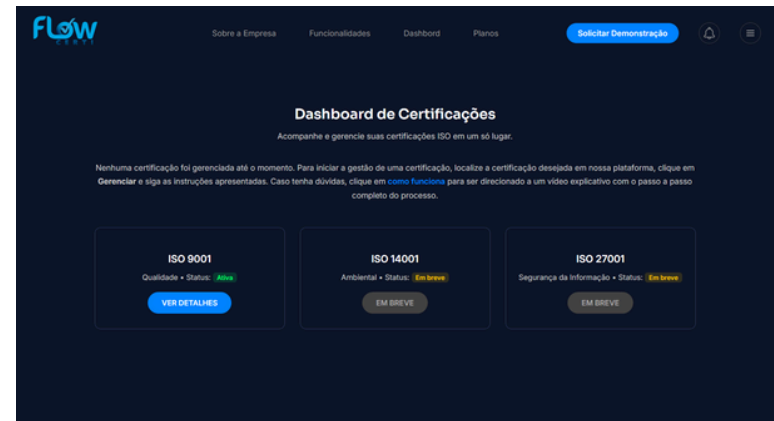 FLOW
CERTI
Sobre a Empresa
Funcionalidades
Dashbord
Planos
Solicitar Demonstração
Dashboard de Certificações
Acompanhe e gerencie suas certificações ISO em um só lugar.
Nenhuma certificação foi gerenciada até o momento. Para iniciar a gestão de uma certificação, localize a certificação desejada em nossa plataforma, clique em
Gerenciar e siga as instruções apresentadas. Caso tenha dúvidas, clique em como funciona para ser direcionado a um vídeo explicativo com o passo a passo
completo do processo.
ISO 9001
Qualidade • Status: Ativa
VER DETALHES
ISO 14001
Ambiental • Status: Em breve
EM BREVE
ISO 27001
Segurança da Informação • Status: Em breve
EM BREVE